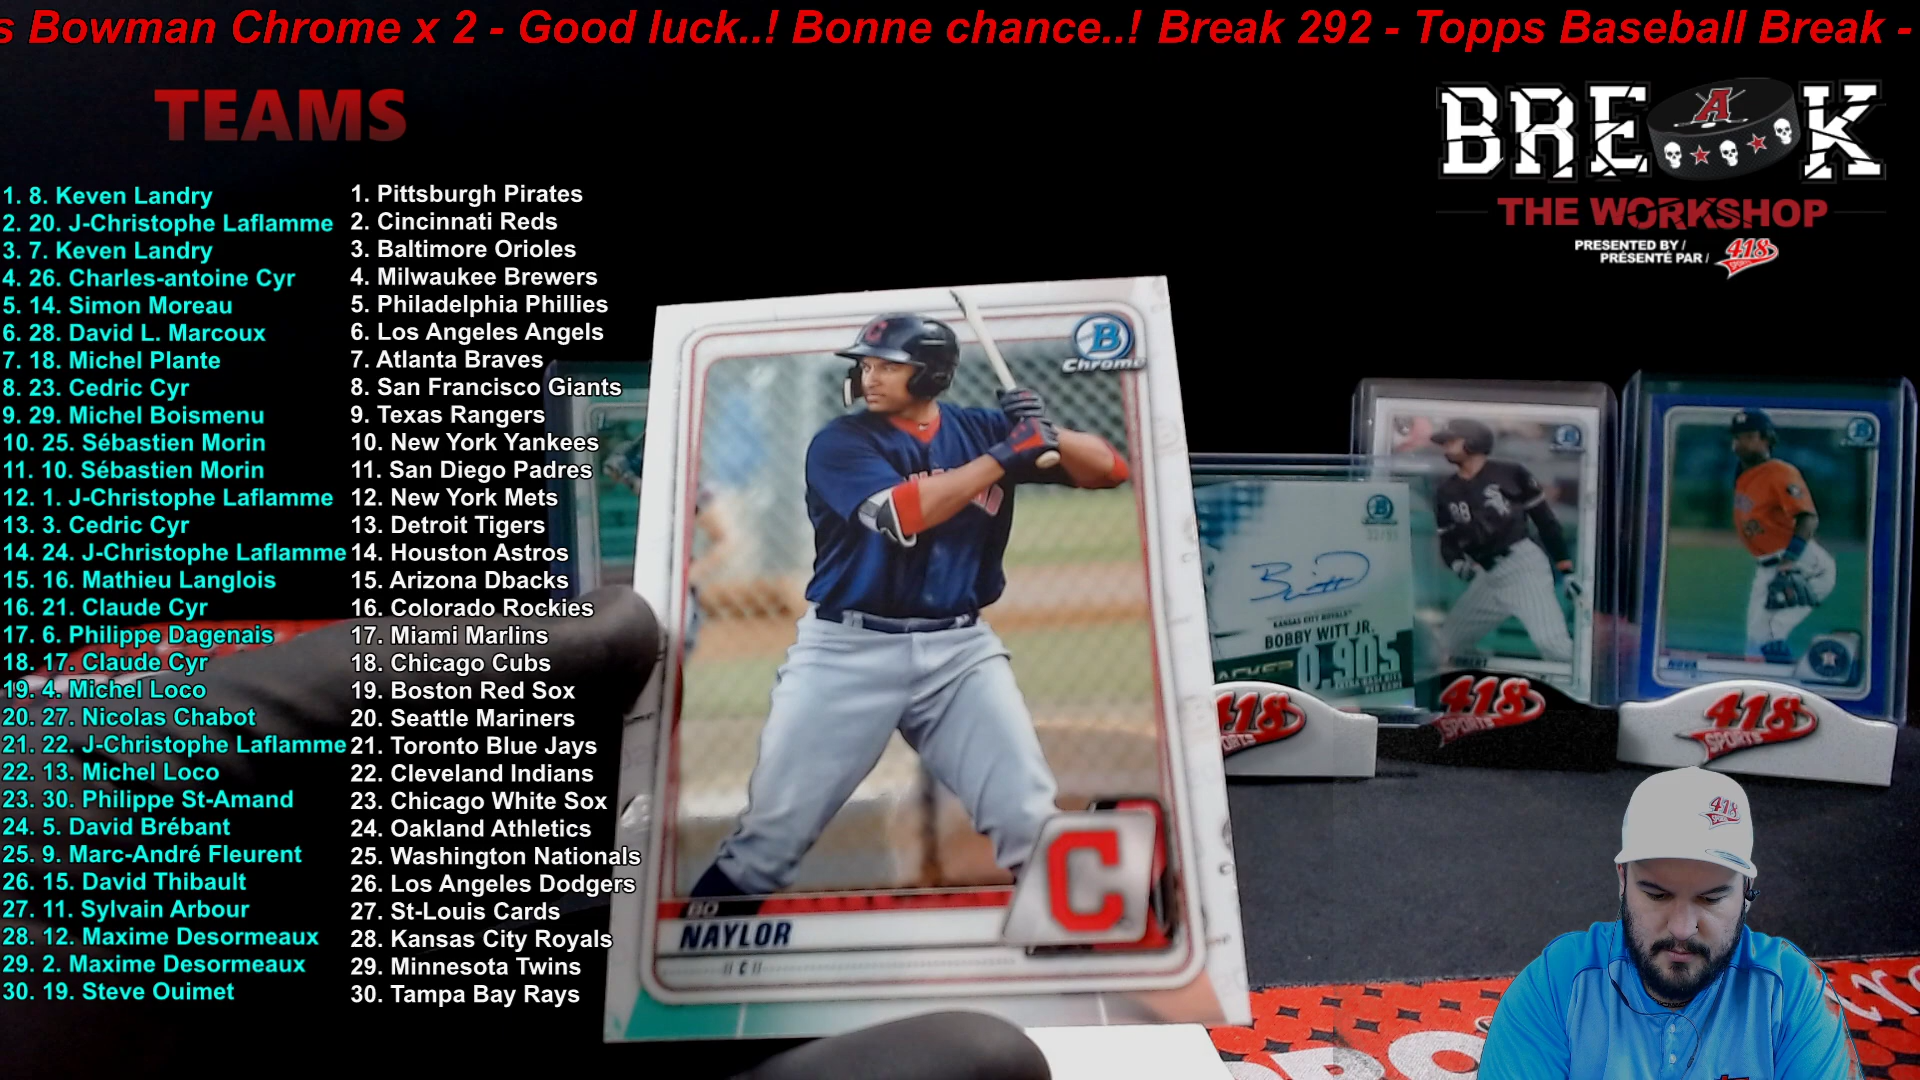 s Bowman Chrome x 2 - Good luck..! Bonne chance..! Break 292 - Topps Baseball Break -
TEAMS
BREAK
A
THE WORKSHOP
PRESENTED BY /
PRÉSENTÉ PAR /
418
SPORTS
1. 8. Keven Landry
2. 20. J-Christophe Laflamme
3. 7. Keven Landry
4. 26. Charles-antoine Cyr
5. 14. Simon Moreau
6. 28. David L. Marcoux
7. 18. Michel Plante
8. 23. Cedric Cyr
9. 29. Michel Boismenu
10. 25. Sébastien Morin
11. 10. Sébastien Morin
12. 1. J-Christophe Laflamme
13. 3. Cedric Cyr
14. 24. J-Christophe Laflamme
15. 16. Mathieu Langlois
16. 21. Claude Cyr
17. 6. Philippe Dagenais
18. 17. Claude Cyr
19. 4. Michel Loco
20. 27. Nicolas Chabot
21. 22. J-Christophe Laflamme
22. 13. Michel Loco
23. 30. Philippe St-Amand
24. 5. David Brébant
25. 9. Marc-André Fleurent
26. 15. David Thibault
27. 11. Sylvain Arbour
28. 12. Maxime Desormeaux
29. 2. Maxime Desormeaux
30. 19. Steve Ouimet
1. Pittsburgh Pirates
2. Cincinnati Reds
3. Baltimore Orioles
4. Milwaukee Brewers
5. Philadelphia Phillies
6. Los Angeles Angels
7. Atlanta Braves
8. San Francisco Giants
9. Texas Rangers
10. New York Yankees
11. San Diego Padres
12. New York Mets
13. Detroit Tigers
14. Houston Astros
15. Arizona Dbacks
16. Colorado Rockies
17. Miami Marlins
18. Chicago Cubs
19. Boston Red Sox
20. Seattle Mariners
21. Toronto Blue Jays
22. Cleveland Indians
23. Chicago White Sox
24. Oakland Athletics
25. Washington Nationals
26. Los Angeles Dodgers
27. St-Louis Cards
28. Kansas City Royals
29. Minnesota Twins
30. Tampa Bay Rays
B
Chrome
C
BO
NAYLOR
C
C
KANSAS CITY ROYALS
BOBBY WITT JR.
0.905
418
SPORTS
88
418
SPORTS
NOVA
418
SPORTS
418
SPORTS